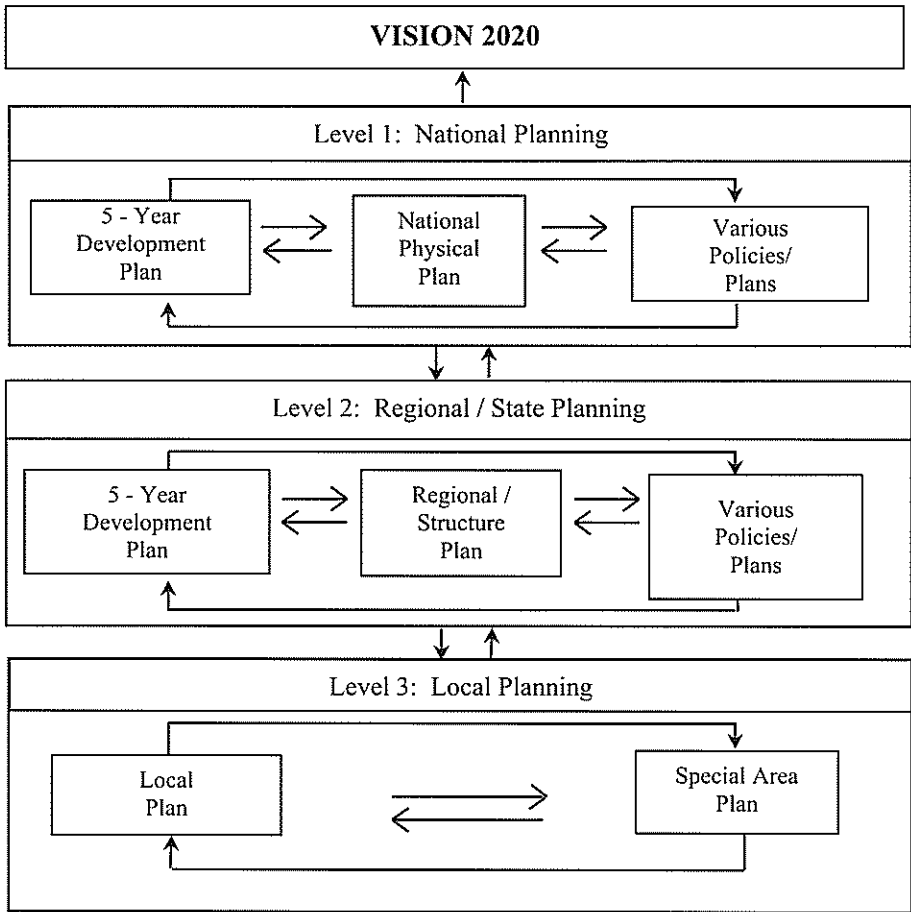 VISION 2020
Level 1: National Planning
5 - Year
Development
Plan
National
Physical
Plan
Various
Policies/
Plans
Level 2: Regional / State Planning
5 - Year
Development
Plan
Regional /
Structure
Plan
Various
Policies/
Plans
Level 3: Local Planning
Local
Plan
Special Area
Plan